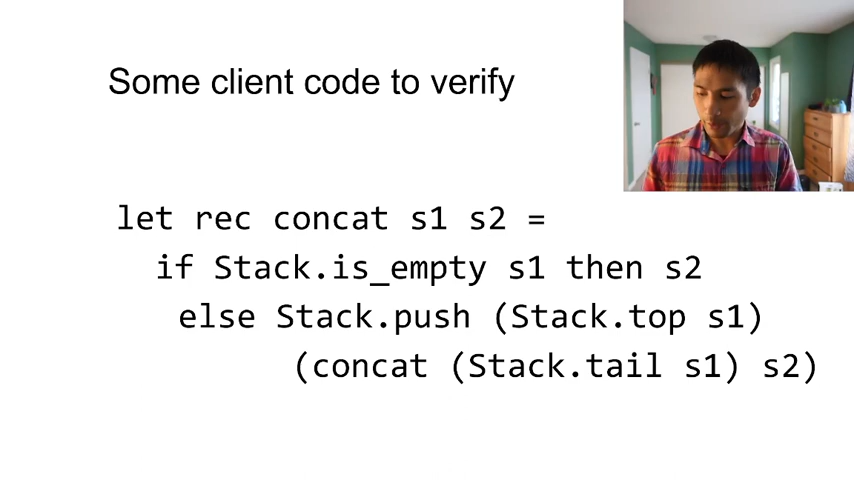 Some client code to verify
let rec concat s1 s2 =
if Stack.is_empty s1 then s2
else Stack.push (Stack.top s1)
(concat (Stack.tail s1) s2)